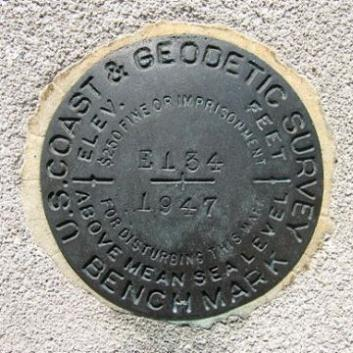 U.S. COAST & GEODETIC SURVEY
BENCH MARK
ELEV. FEET
ABOVE MEAN SEA LEVEL
$250 FINE OR IMPRISONMENT
FOR DISTURBING THIS MARK
E134
1947